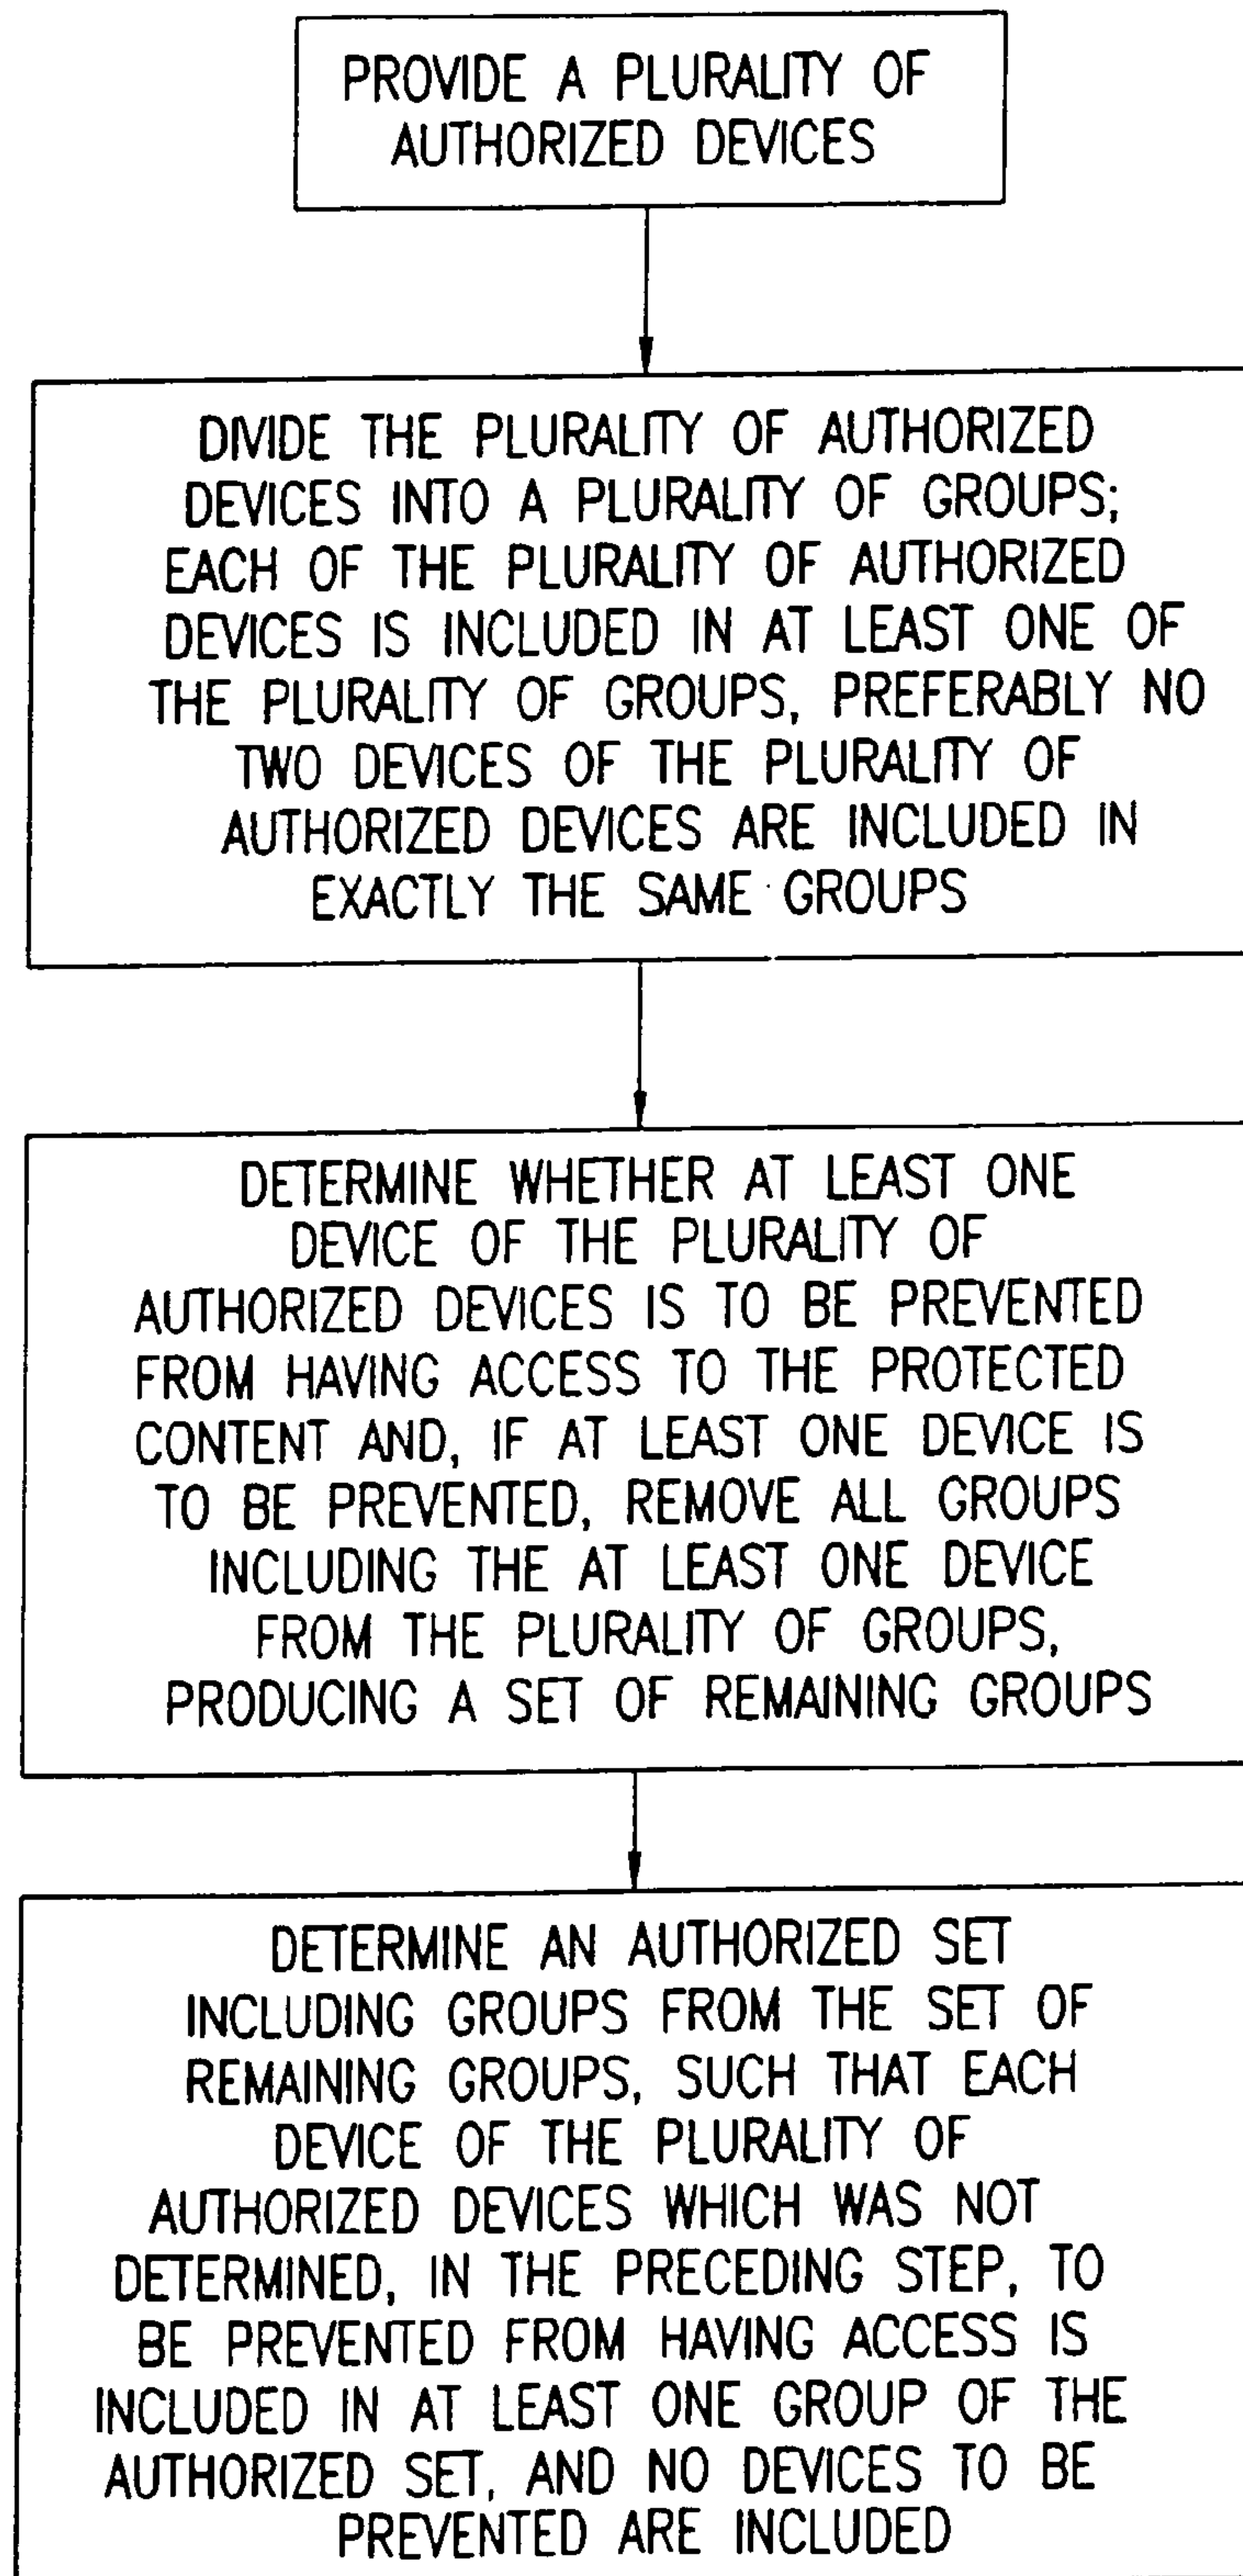 PROVIDE A PLURALITY OF
AUTHORIZED DEVICES
DIVIDE THE PLURALITY OF AUTHORIZED
DEVICES INTO A PLURALITY OF GROUPS;
EACH OF THE PLURALITY OF AUTHORIZED
DEVICES IS INCLUDED IN AT LEAST ONE OF
THE PLURALITY OF GROUPS, PREFERABLY NO
TWO DEVICES OF THE PLURALITY OF
AUTHORIZED DEVICES ARE INCLUDED IN
EXACTLY THE SAME GROUPS
DETERMINE WHETHER AT LEAST ONE
DEVICE OF THE PLURALITY OF
AUTHORIZED DEVICES IS TO BE PREVENTED
FROM HAVING ACCESS TO THE PROTECTED
CONTENT AND, IF AT LEAST ONE DEVICE IS
TO BE PREVENTED, REMOVE ALL GROUPS
INCLUDING THE AT LEAST ONE DEVICE
FROM THE PLURALITY OF GROUPS,
PRODUCING A SET OF REMAINING GROUPS
DETERMINE AN AUTHORIZED SET
INCLUDING GROUPS FROM THE SET OF
REMAINING GROUPS, SUCH THAT EACH
DEVICE OF THE PLURALITY OF
AUTHORIZED DEVICES WHICH WAS NOT
DETERMINED, IN THE PRECEDING STEP, TO
BE PREVENTED FROM HAVING ACCESS IS
INCLUDED IN AT LEAST ONE GROUP OF THE
AUTHORIZED SET, AND NO DEVICES TO BE
PREVENTED ARE INCLUDED